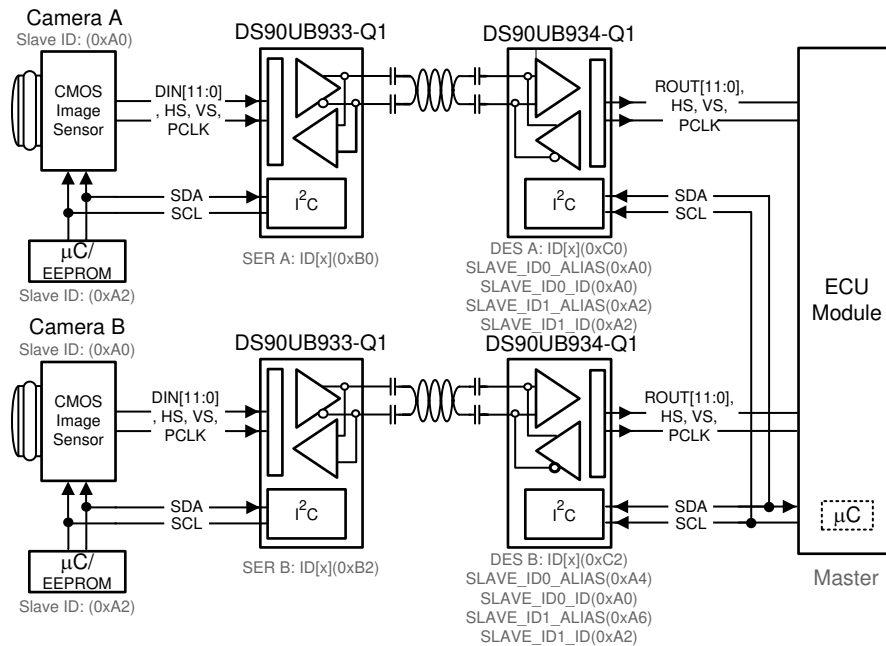 Camera A
Slave ID: (0xA0)
DS90UB933-Q1
DS90UB934-Q1
CMOS
Image
Sensor
DIN[11:0]
, HS, VS,
PCLK
ROUT[11:0],
HS, VS,
PCLK
SDA
SCL
I2C
I2C
SDA
SCL
µC/
EEPROM
Slave ID: (0xA2)
SER A: ID[x](0xB0)
DES A: ID[x](0xC0)
SLAVE_ID0_ALIAS(0xA0)
SLAVE_ID0_ID(0xA0)
SLAVE_ID1_ALIAS(0xA2)
SLAVE_ID1_ID(0xA2)
ECU
Module
Camera B
Slave ID: (0xA0)
DS90UB933-Q1
DS90UB934-Q1
CMOS
Image
Sensor
DIN[11:0]
, HS, VS,
PCLK
ROUT[11:0],
HS, VS,
PCLK
SDA
SCL
I2C
I2C
SDA
SCL
µC
µC/
EEPROM
Slave ID: (0xA2)
SER B: ID[x](0xB2)
DES B: ID[x](0xC2)
SLAVE_ID0_ALIAS(0xA4)
SLAVE_ID0_ID(0xA0)
SLAVE_ID1_ALIAS(0xA6)
SLAVE_ID1_ID(0xA2)
Master